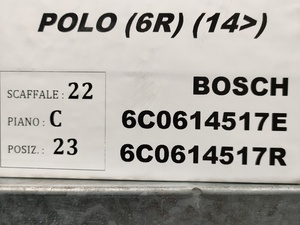 POLO (6R) (14>)
SCAFFALE : 22
PIANO : C
POSIZ. : 23
BOSCH
6C0614517E
6C0614517R